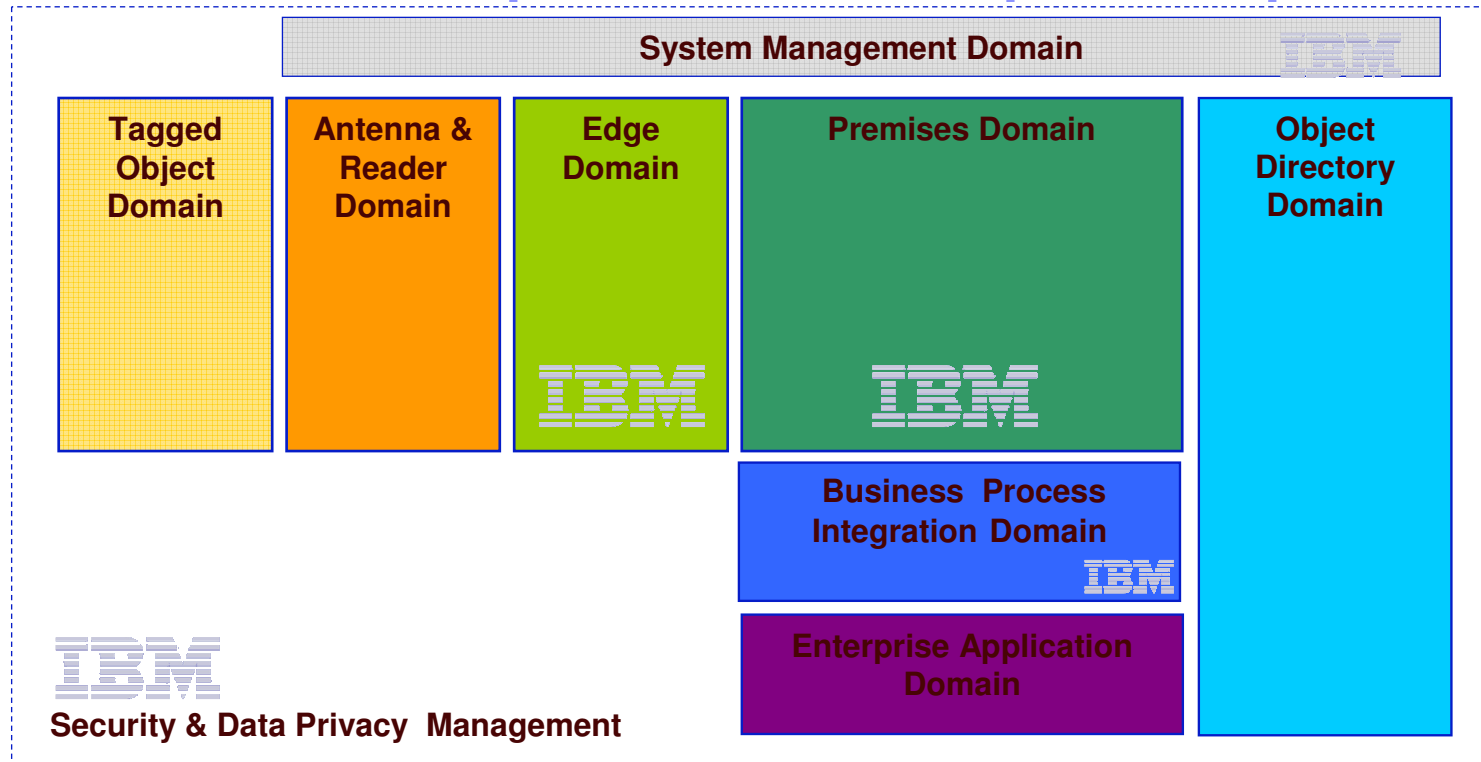 System Management Domain
IBM
Tagged
Object
Domain
Antenna &
Reader
Domain
Edge
Domain
IBM
Premises Domain
IBM
Object
Directory
Domain
Business Process
Integration Domain
IBM
Enterprise Application
Domain
IBM
Security & Data Privacy Management